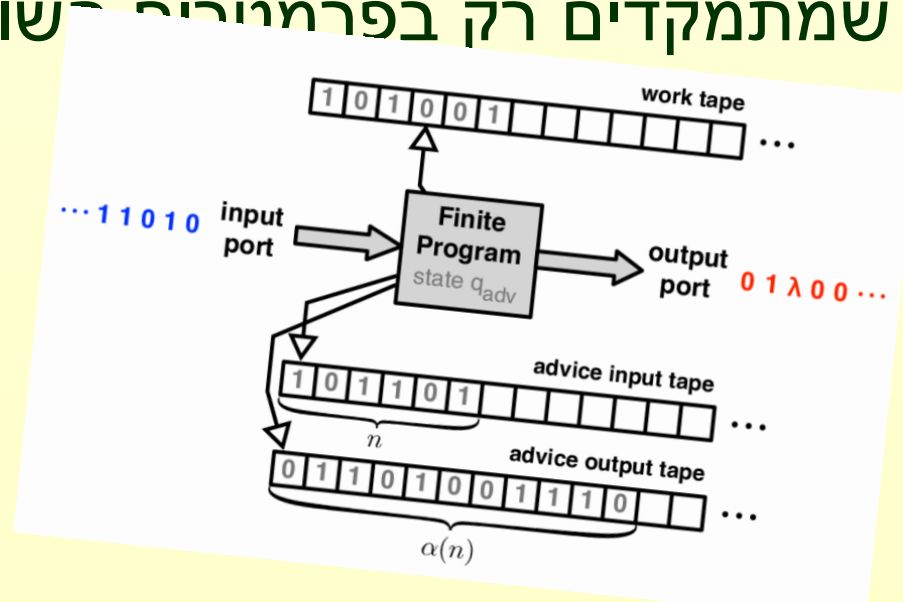 שמתמקדים רק בפרמטרים
work tape
1 0 1 0 0 1 ...
... 1 1 0 1 0
input port
Finite Program
state q_adv
output port
0 1 λ 0 0 ...
advice input tape
1 0 1 1 0 1 ...
n
advice output tape
0 1 1 0 1 0 0 1 1 1 0 ...
α(n)